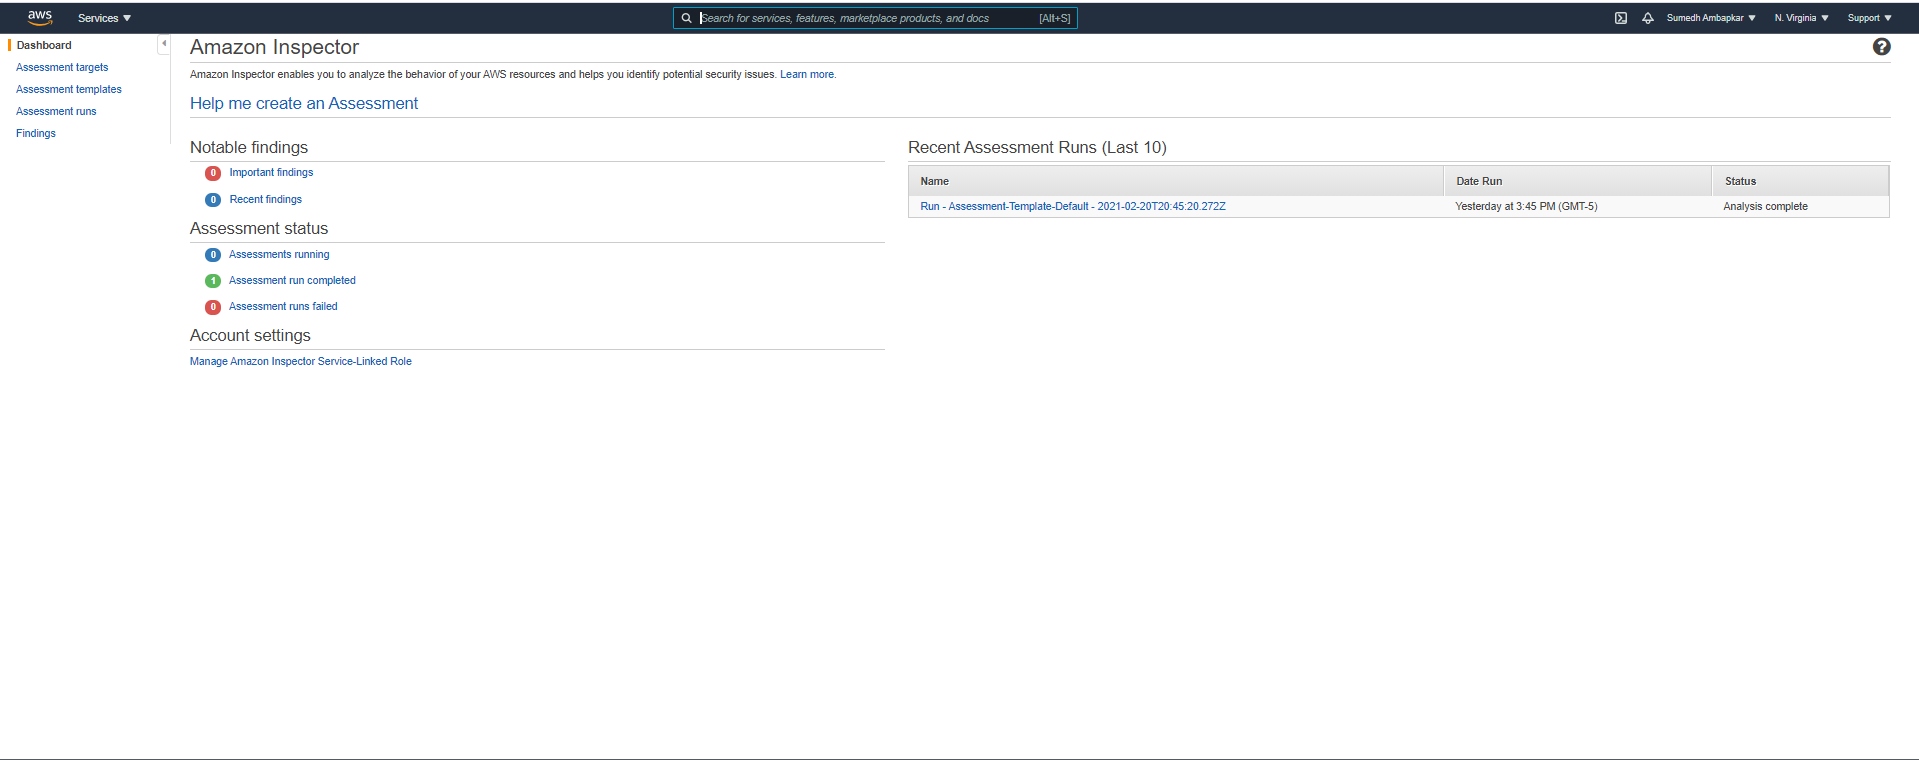 aws
Services
Search for services, features, marketplace products, and docs [Alt+S]
Sumedh Ambapkar
N. Virginia
Support
Dashboard
Assessment targets
Assessment templates
Assessment runs
Findings
Amazon Inspector
?
Amazon Inspector enables you to analyze the behavior of your AWS resources and helps you identify potential security issues. Learn more.
Help me create an Assessment
Notable findings
0 Important findings
0 Recent findings
Assessment status
0 Assessments running
1 Assessment run completed
0 Assessment runs failed
Account settings
Manage Amazon Inspector Service-Linked Role
Recent Assessment Runs (Last 10)
Name Date Run Status
Run - Assessment-Template-Default - 2021-02-20T20:45:20.272Z Yesterday at 3:45 PM (GMT-5) Analysis complete